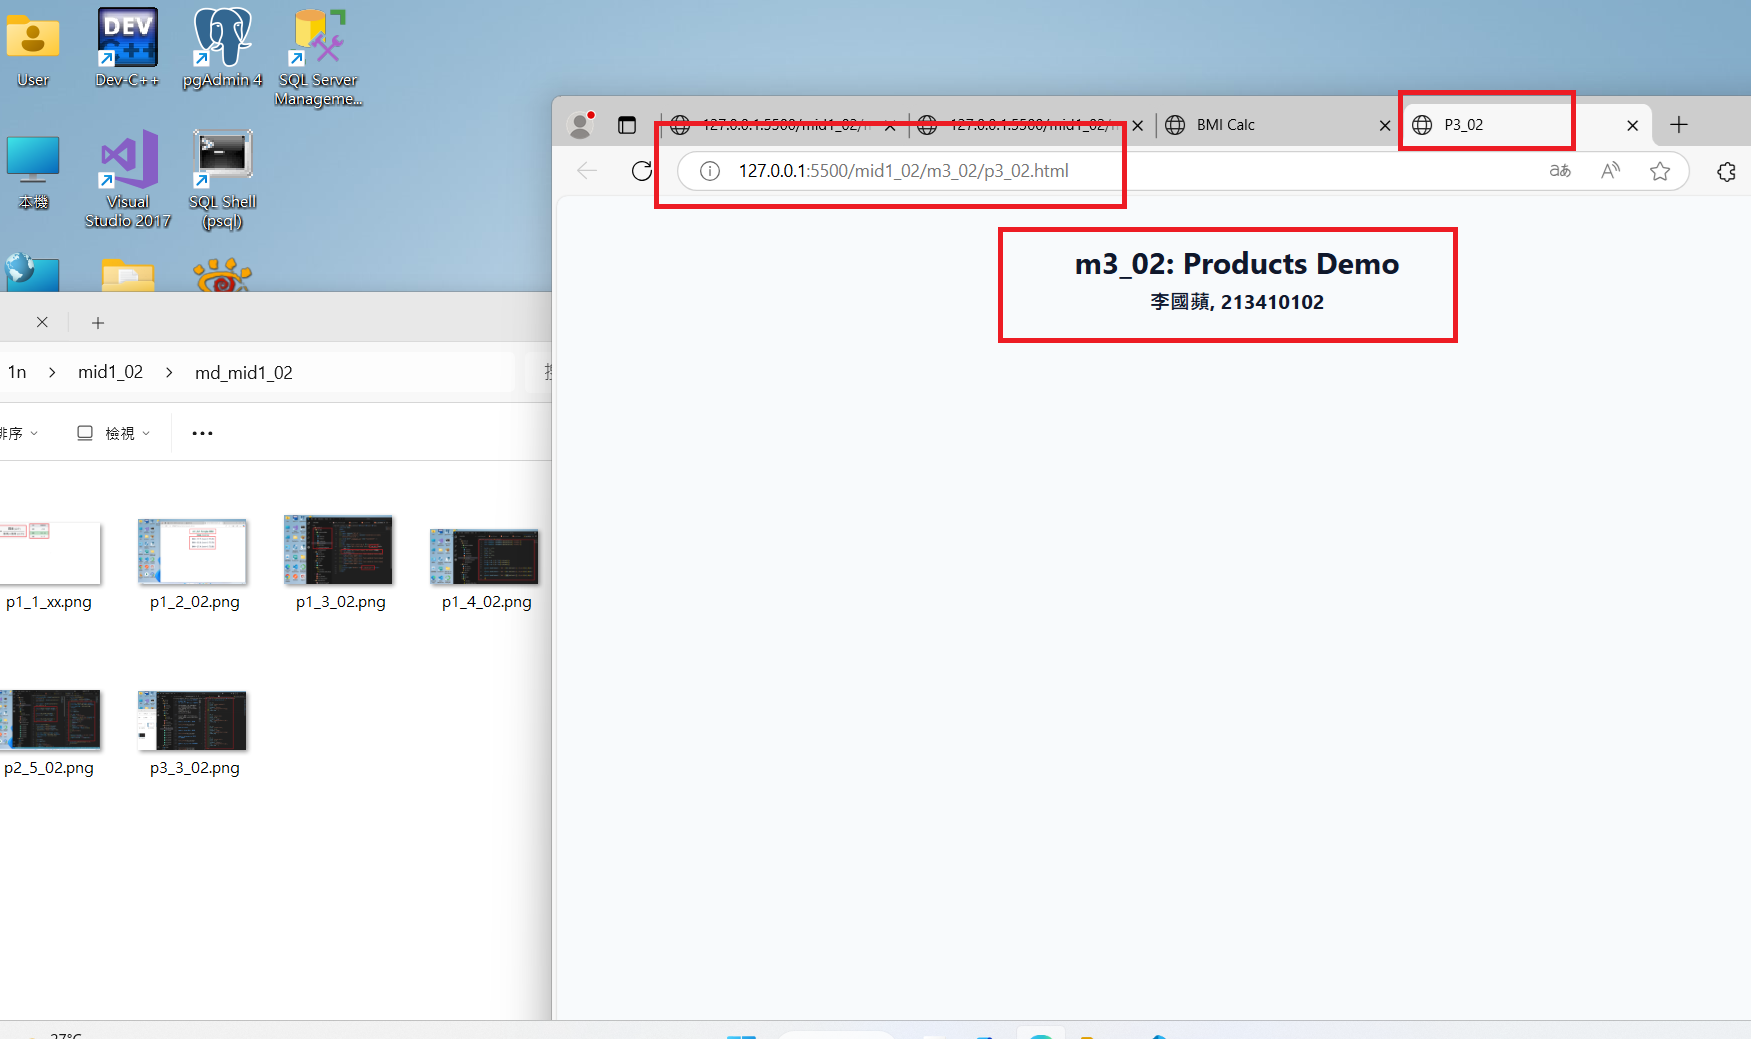 User
Dev-C++
pgAdmin 4
SQL Server
Manageme...
本機
Visual
Studio 2017
SQL Shell
(psql)
127.0.0.1:5500/mid1_02/
127.0.0.1:5500/mid1_02/
BMI Calc
P3_02
127.0.0.1:5500/mid1_02/m3_02/p3_02.html
m3_02: Products Demo
李國蘋, 213410102
1n > mid1_02 > md_mid1_02
排序
檢視
p1_1_xx.png
p1_2_02.png
p1_3_02.png
p1_4_02.png
p2_5_02.png
p3_3_02.png
27°C